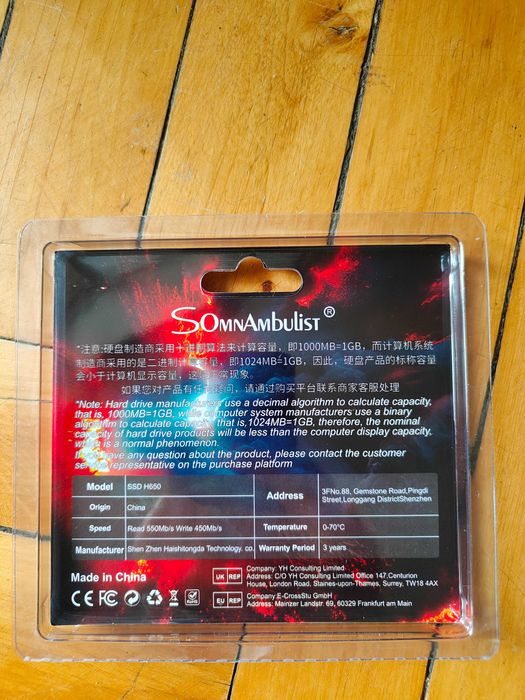 SOMNAMBULIST®
*注意:硬盘制造商采用十进制算法来计算容量，即1000MB=1GB，而计算机系统
制造商采用的是二进制计算容量，即1024MB=1GB，因此，硬盘产品的标称容量
会小于计算机显示容量，这是正常现象。
如果您对产品有任何疑问，请通过购买平台联系商家客服处理
*Note: Hard drive manufacturers use a decimal algorithm to calculate capacity,
that is, 1000MB=1GB, while computer system manufacturers use a binary
algorithm to calculate capacity, that is,1024MB=1GB, therefore, the nominal
capacity of hard drive products will be less than the computer display capacity,
where is a normal phenomenon.
If you have any question about the product, please contact the customer
service representative on the purchase platform
Model SSD H650
Origin China
Speed Read 550Mb/s Write 450Mb/s
Manufacturer Shen Zhen Haishitongda Technology. co.
Address 3FNo.88, Gemstone Road,Pingdi
Street,Longgang DistrictShenzhen
Temperature 0-70°C
Warranty Period 3 years
Made in China
CE FC RoHS
UK REP Company: YH Consulting Limited
Address: C/O YH Consulting Limited Office 147,Centurion
House, London Road, Staines-upon-Thames, Surrey, TW18 4AX
EU REP Company:E-CrossStu GmbH
Address: Mainzer Landstr. 69, 60329 Frankfurt am Main